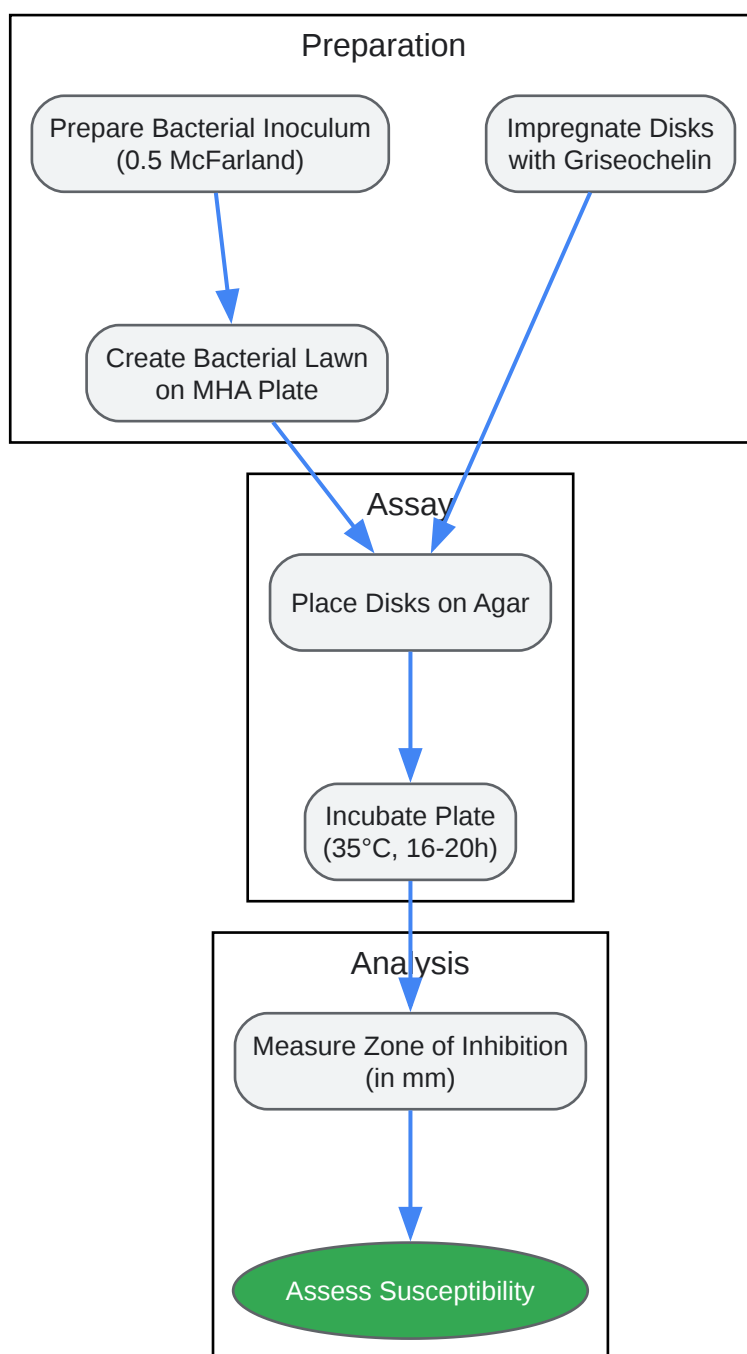 Preparation
Prepare Bacterial Inoculum
(0.5 McFarland)
Impregnate Disks
with Griseochelin
Create Bacterial Lawn
on MHA Plate
Assay
Place Disks on Agar
Incubate Plate
(35°C, 16-20h)
Analysis
Measure Zone of Inhibition
(in mm)
Assess Susceptibility